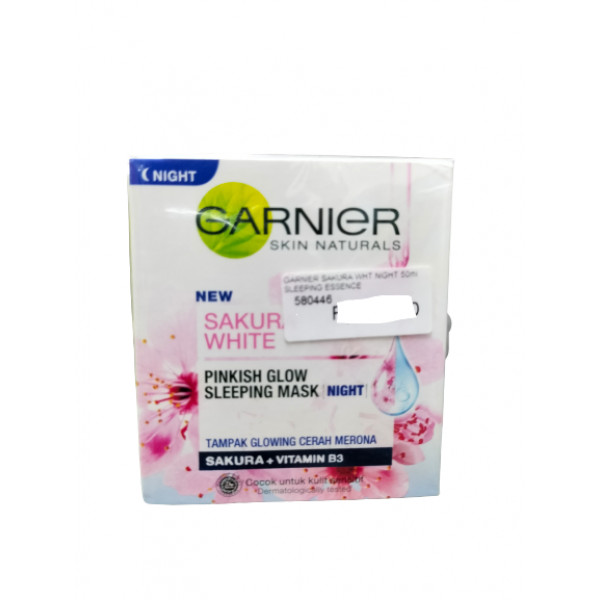 NIGHT
GARNIER
SKIN NATURALS
GARNIER SAKURA WHT NIGHT 50ml
SLEEPING ESSENCE
580446
NEW
SAKURA
WHITE
PINKISH GLOW
SLEEPING MASK | NIGHT |
TAMPAK GLOWING CERAH MERONA
SAKURA + VITAMIN B3
Cocok untuk kulit
*Dermatologically tested